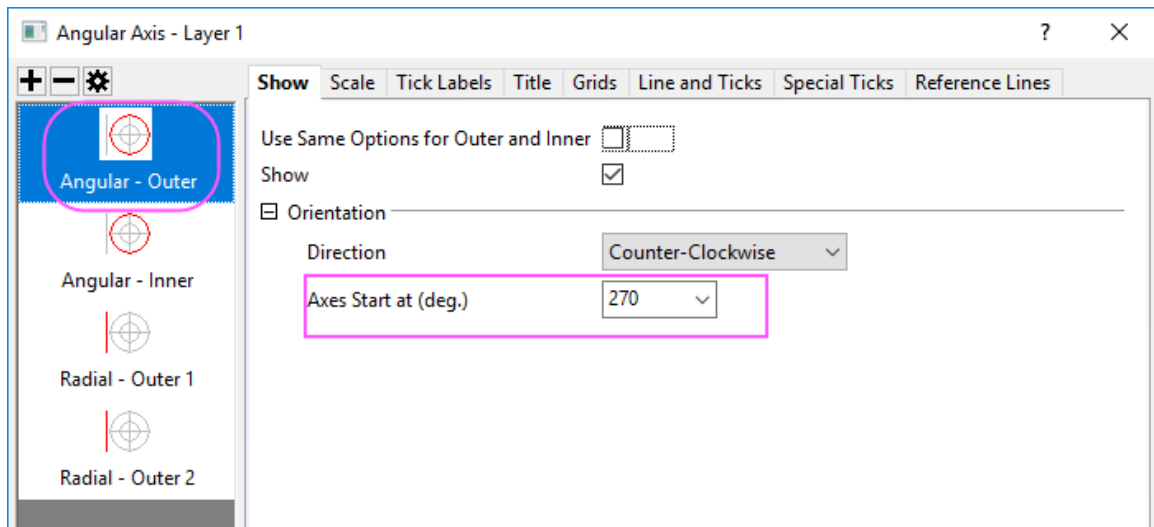 Angular Axis - Layer 1
?
Show Scale Tick Labels Title Grids Line and Ticks Special Ticks Reference Lines
Angular - Outer
Angular - Inner
Radial - Outer 1
Radial - Outer 2
Use Same Options for Outer and Inner
Show
Orientation
Direction Counter-Clockwise
Axes Start at (deg.) 270